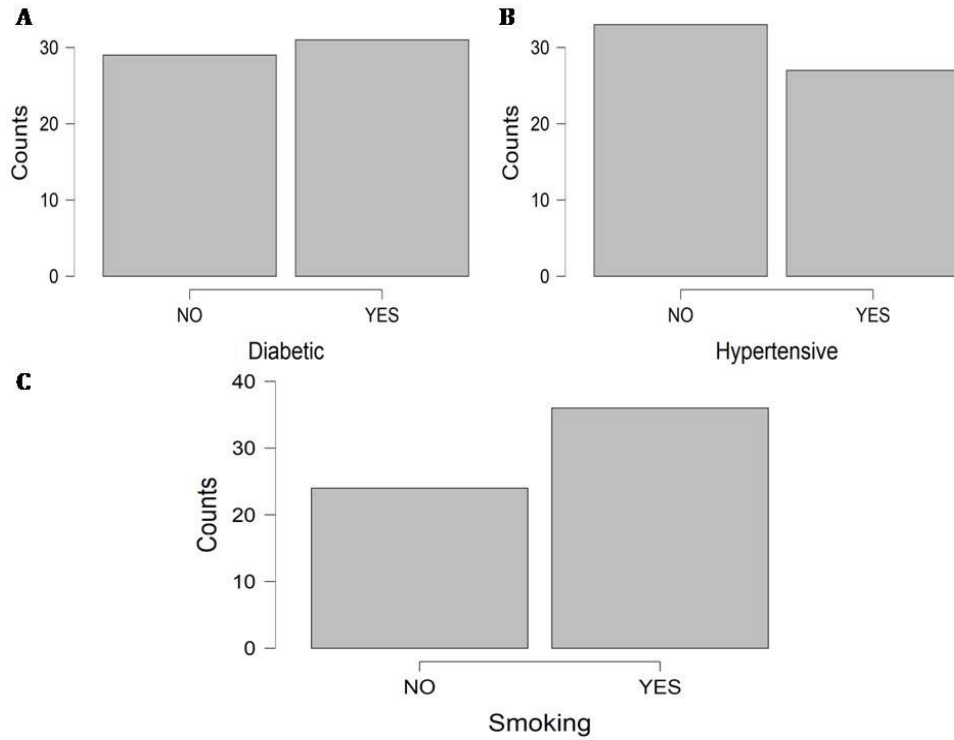 A
Counts
30
20
10
0
NO YES
Diabetic
B
Counts
30
20
10
0
NO YES
Hypertensive
C
Counts
40
30
20
10
0
NO YES
Smoking